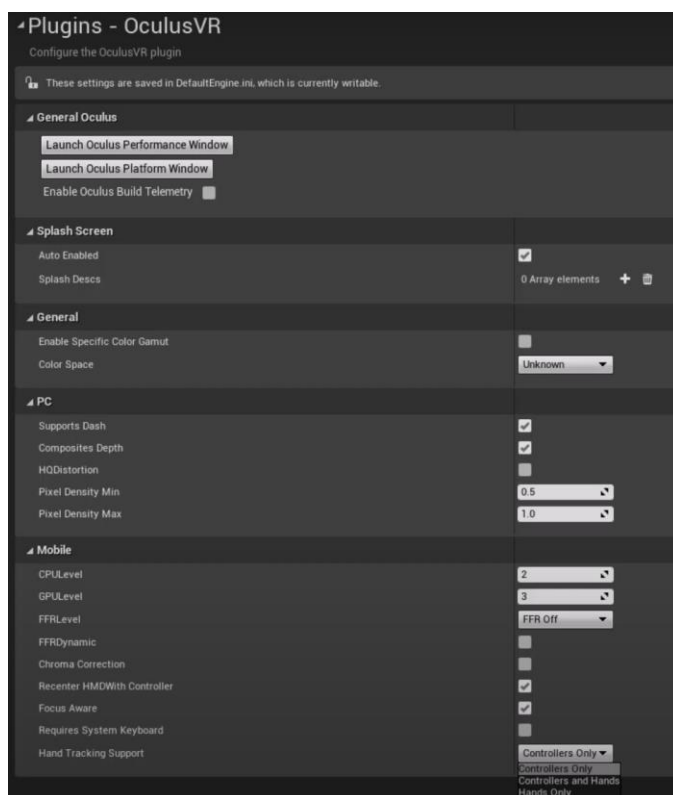 Plugins - OculusVR
Configure the OculusVR plugin
These settings are saved in DefaultEngine.ini, which is currently writable.
General Oculus
Launch Oculus Performance Window
Launch Oculus Platform Window
Enable Oculus Build Telemetry
Splash Screen
Auto Enabled
Splash Descs 0 Array elements
General
Enable Specific Color Gamut
Color Space Unknown
PC
Supports Dash
Composites Depth
HQDistortion
Pixel Density Min 0.5
Pixel Density Max 1.0
Mobile
CPULevel 2
GPULevel 3
FFRLevel FFR Off
FFRDynamic
Chroma Correction
Recenter HMDWith Controller
Focus Aware
Requires System Keyboard
Hand Tracking Support Controllers Only
Controllers Only
Controllers and Hands
Hands Only